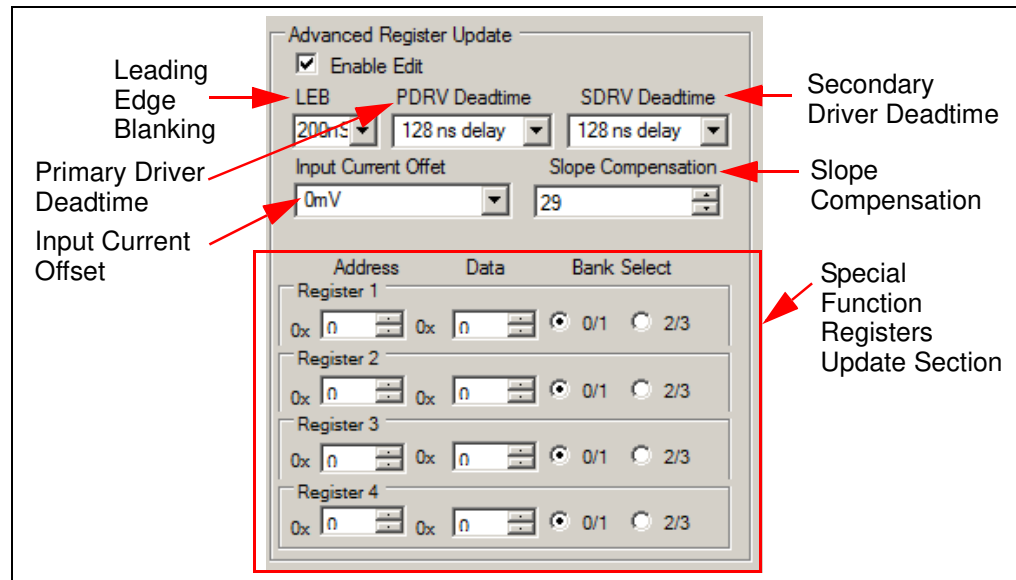 Advanced Register Update
Enable Edit
Leading
Edge
Blanking
LEB
PDRV Deadtime
SDRV Deadtime
Secondary
Driver Deadtime
200nS
128 ns delay
128 ns delay
Primary Driver
Deadtime
Input Current Offet
Slope Compensation
Slope
Compensation
0mV
29
Input Current
Offset
Address Data Bank Select
Register 1
0x 0 0x 0 0/1 2/3
Register 2
0x 0 0x 0 0/1 2/3
Register 3
0x 0 0x 0 0/1 2/3
Register 4
0x 0 0x 0 0/1 2/3
Special
Function
Registers
Update Section